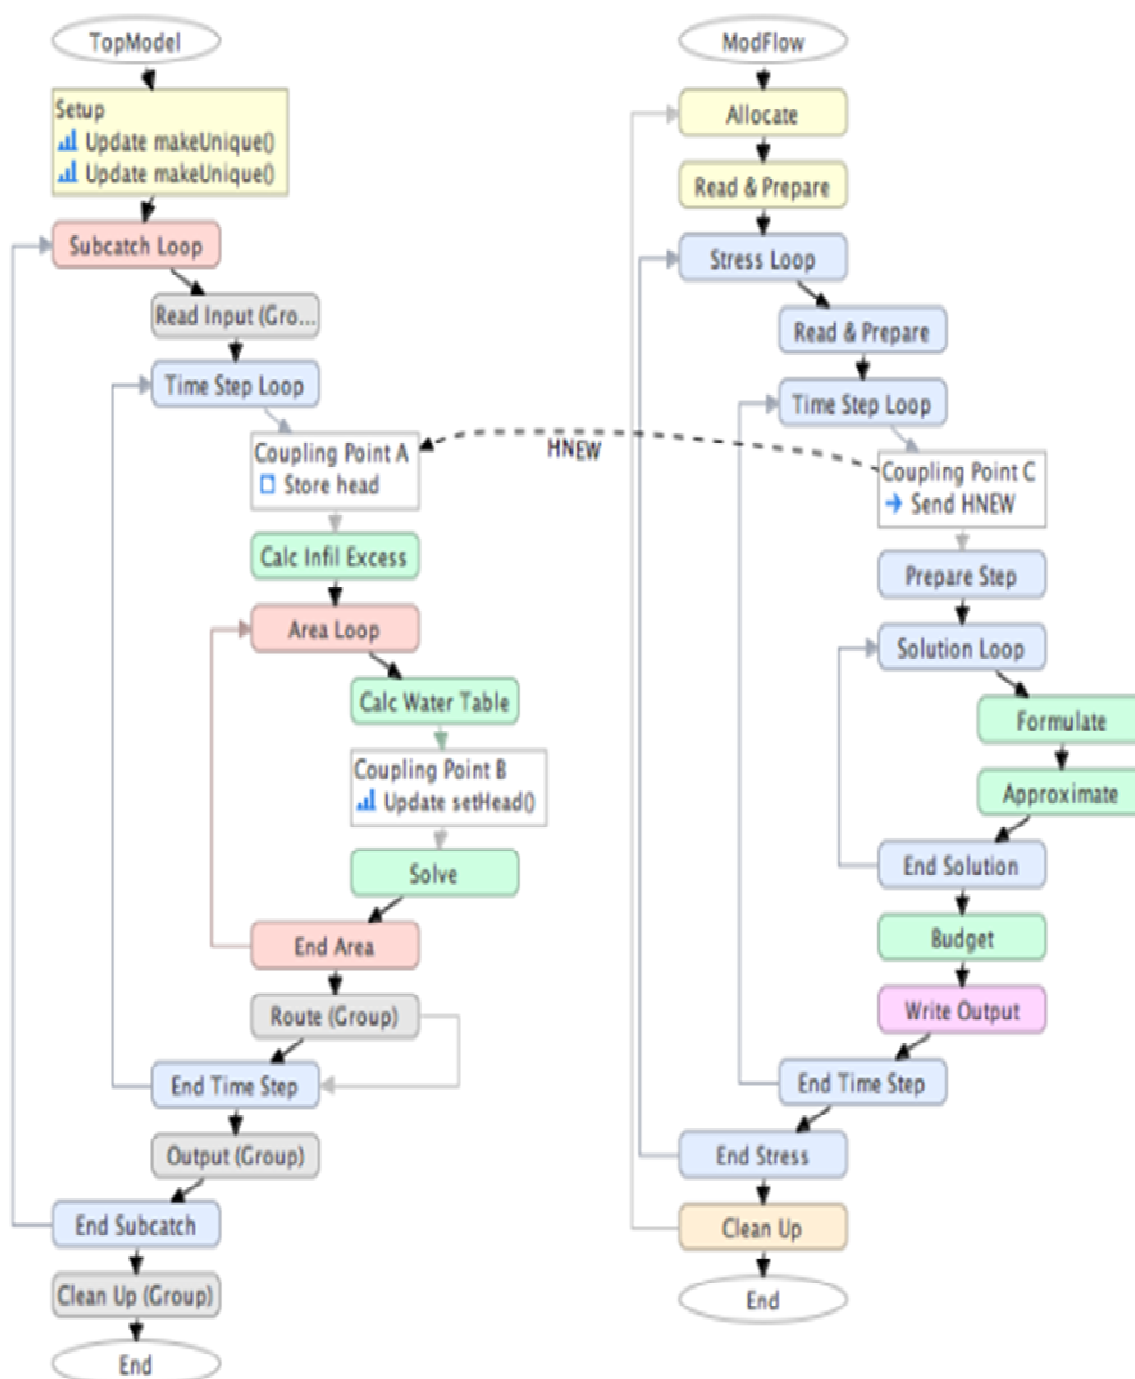 TopModel
Setup
Update makeUnique()
Update makeUnique()
Subcatch Loop
Read Input (Gro...
Time Step Loop
Coupling Point A
Store head
Calc Infil Excess
Area Loop
Calc Water Table
Coupling Point B
Update setHead()
Solve
End Area
Route (Group)
End Time Step
Output (Group)
End Subcatch
Clean Up (Group)
End
HNEW
ModFlow
Allocate
Read & Prepare
Stress Loop
Read & Prepare
Time Step Loop
Coupling Point C
Send HNEW
Prepare Step
Solution Loop
Formulate
Approximate
End Solution
Budget
Write Output
End Time Step
End Stress
Clean Up
End